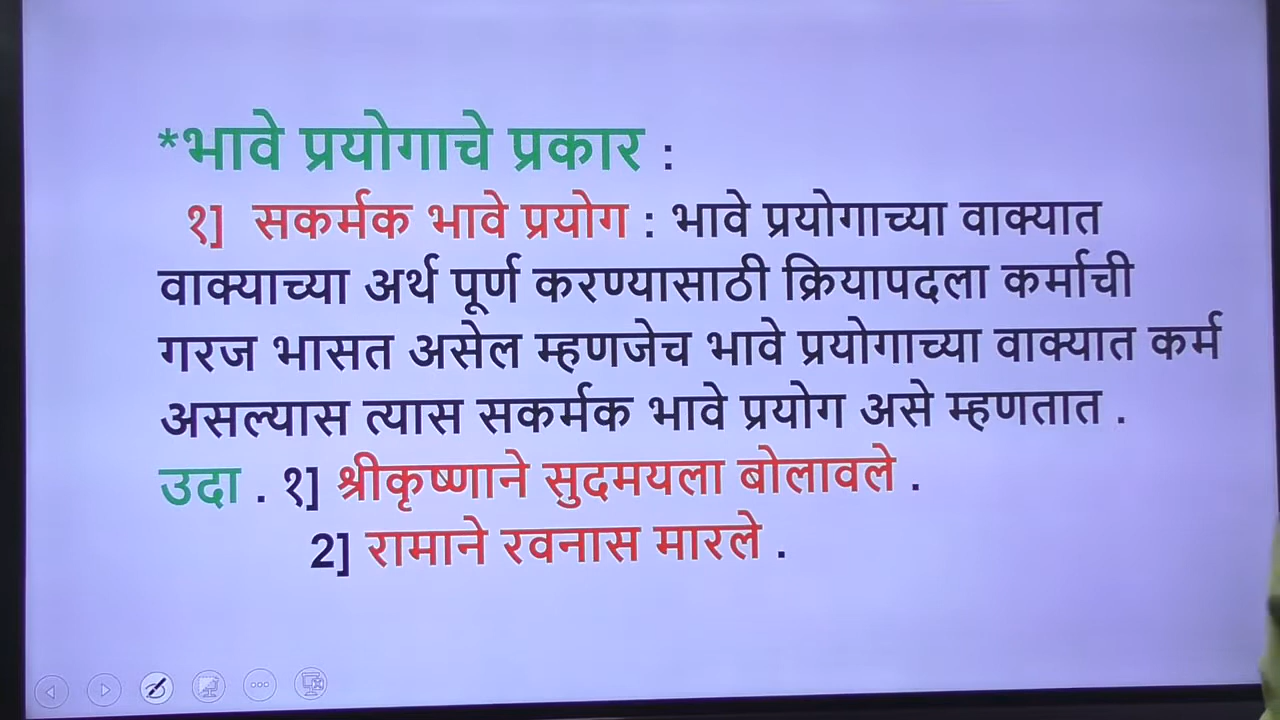 *भावे प्रयोगाचे प्रकार :
१] सकर्मक भावे प्रयोग : भावे प्रयोगाच्या वाक्यात
वाक्याच्या अर्थ पूर्ण करण्यासाठी क्रियापदला कर्माची
गरज भासत असेल म्हणजेच भावे प्रयोगाच्या वाक्यात कर्म
असल्यास त्यास सकर्मक भावे प्रयोग असे म्हणतात .
उदा . १] श्रीकृष्णाने सुदमयला बोलावले .
2] रामाने रवनास मारले .